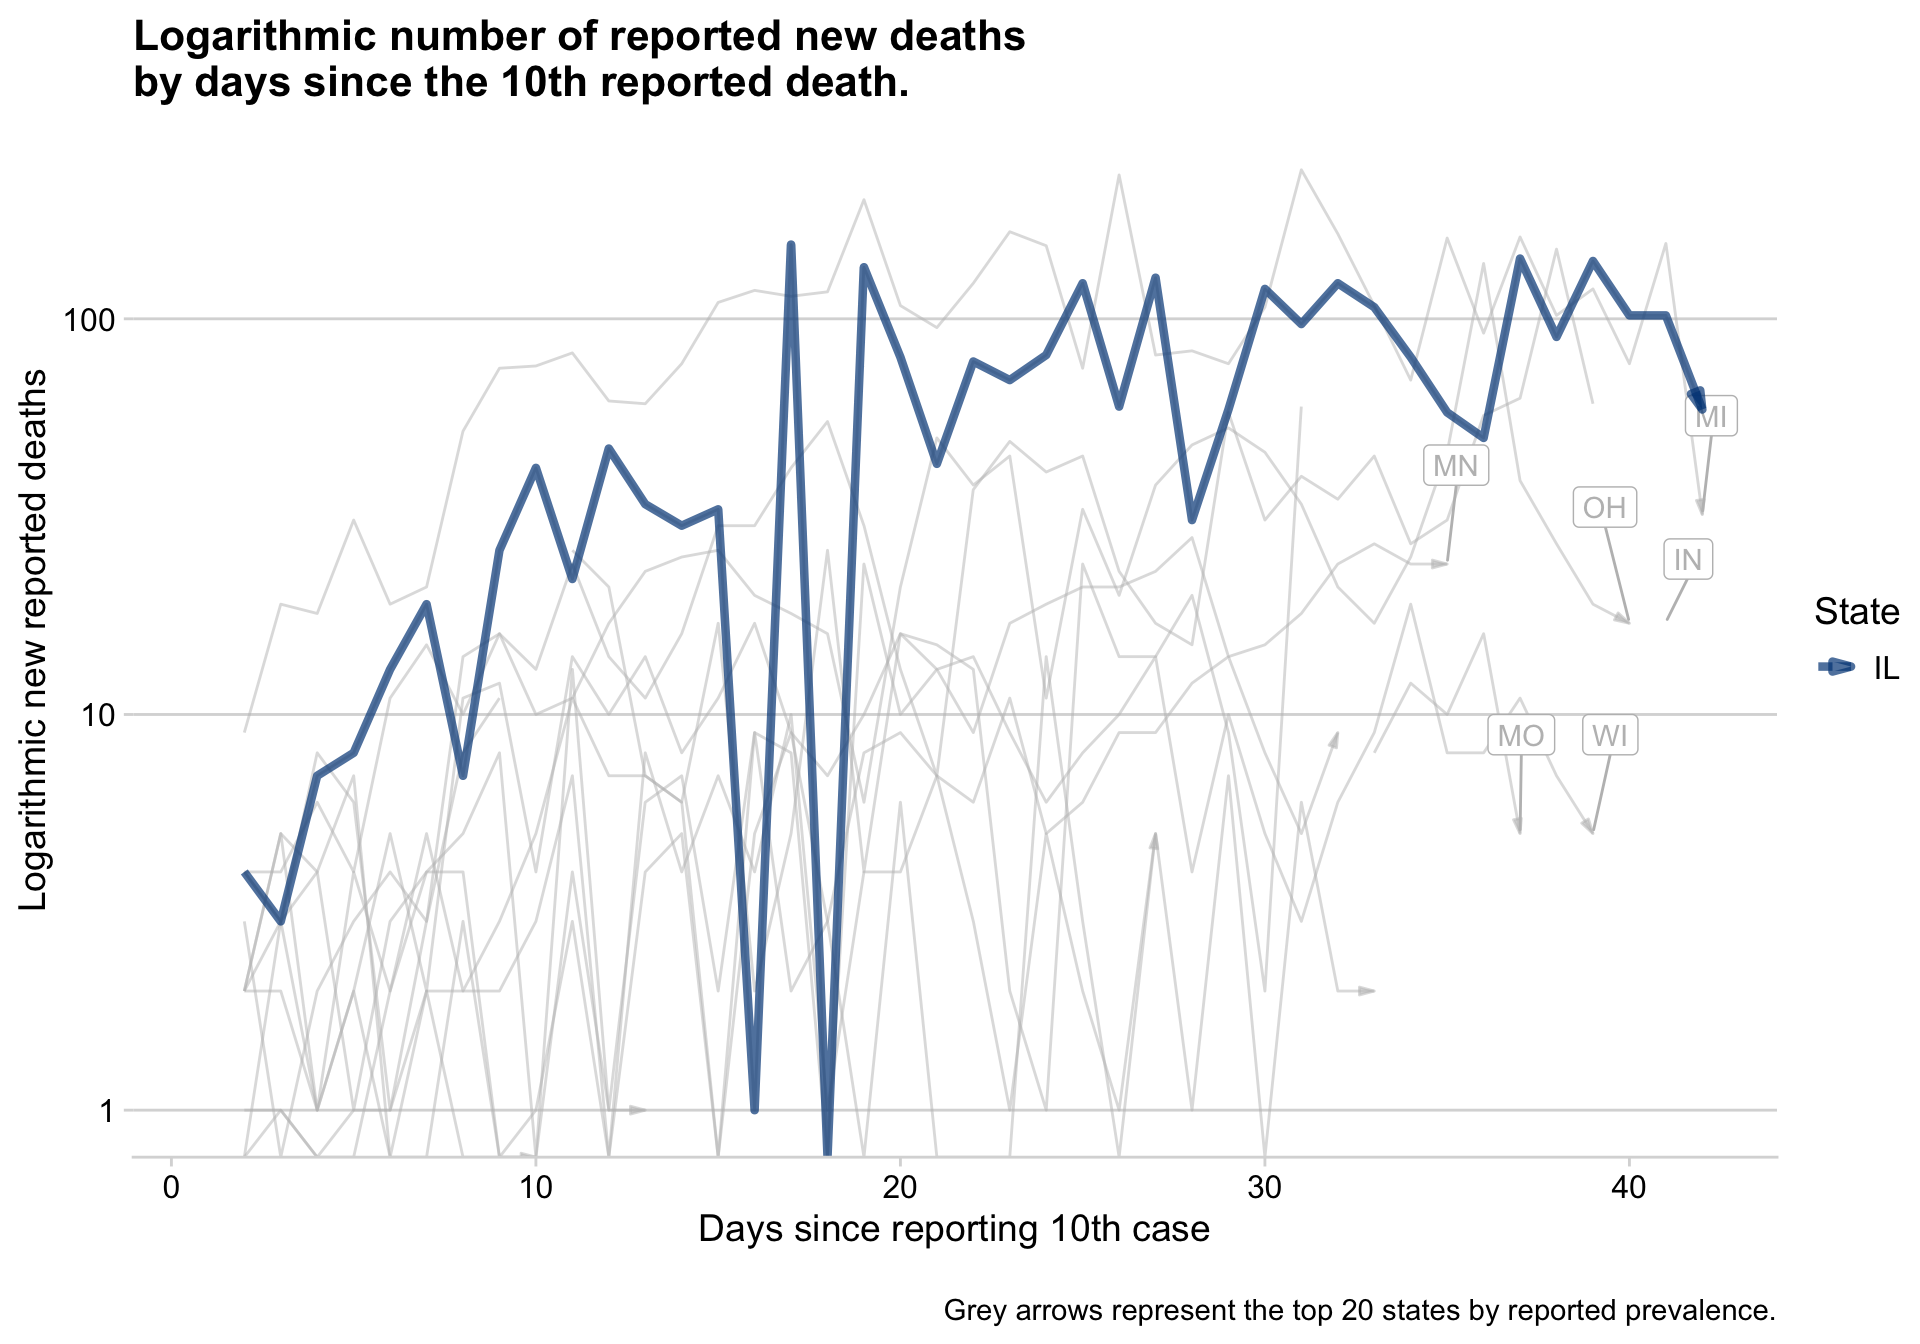 Logarithmic number of reported new deaths
by days since the 10th reported death.
Logarithmic new reported deaths
100
10
1
MI
MN
OH
IN
MO
WI
State
IL
0
10
20
30
40
Days since reporting 10th case
Grey arrows represent the top 20 states by reported prevalence.